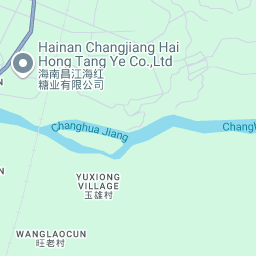 Hainan Changjiang Hai
Hong Tang Ye Co.,Ltd
海南昌江海红
糖业有限公司
Changhua Jiang
Chang
YUXIONG
VILLAGE
玉雄村
WANGLAOCUN
旺老村